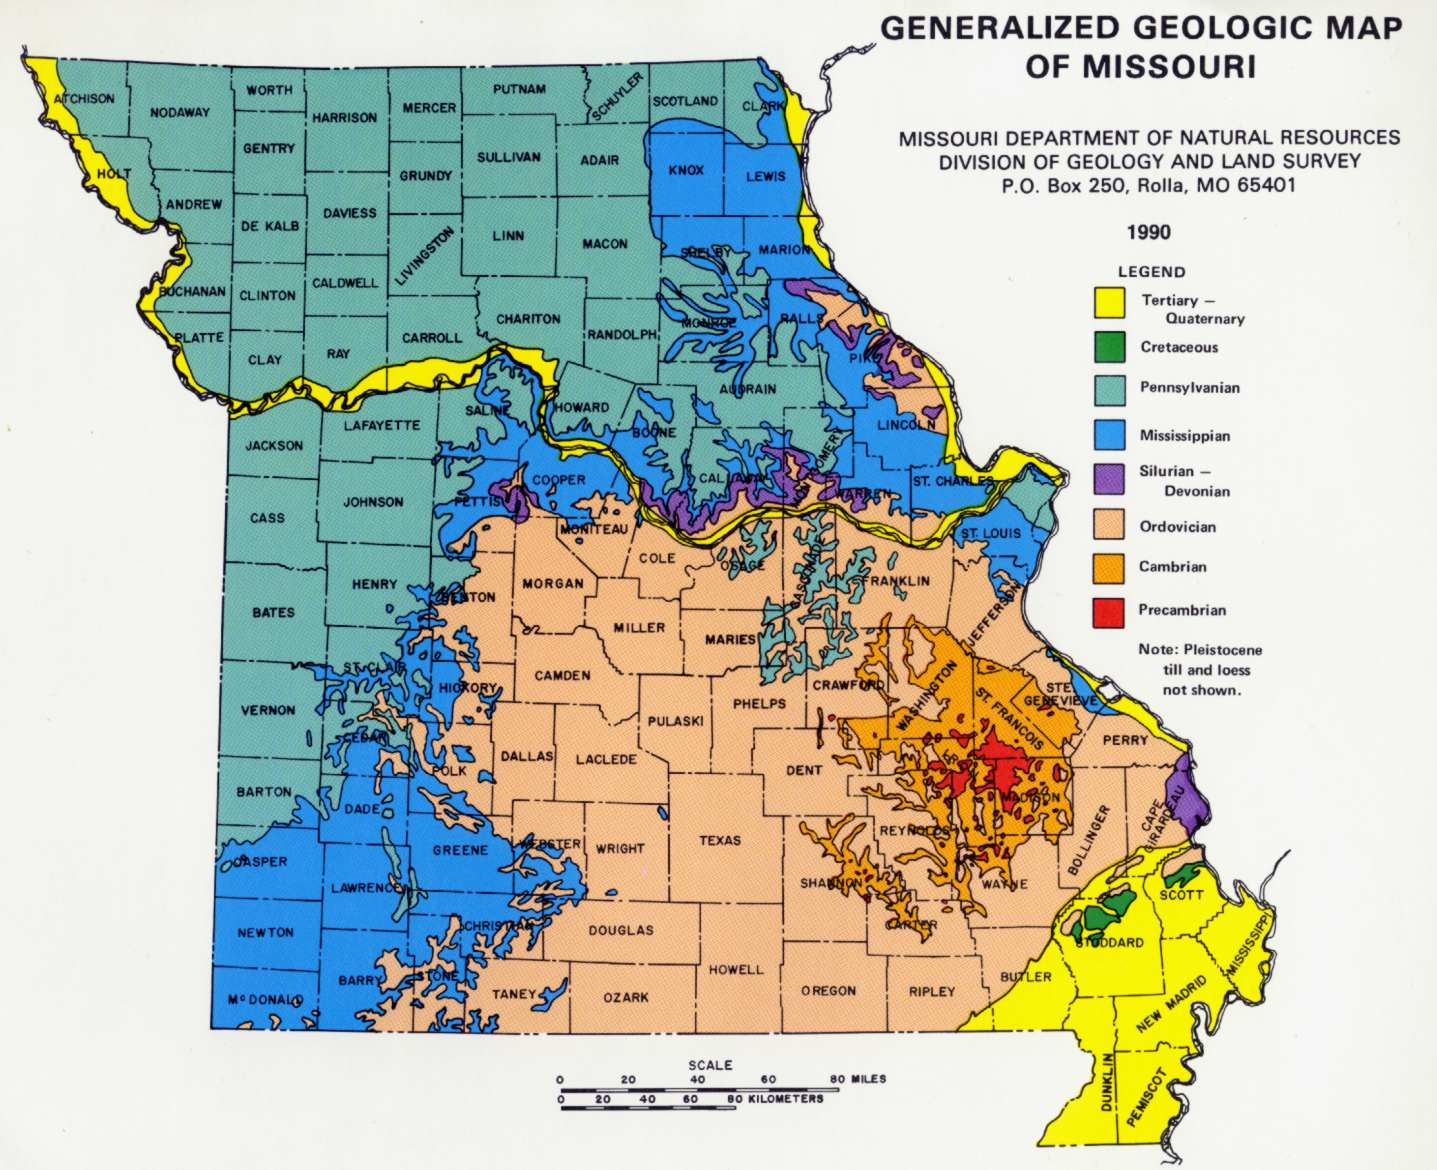 GENERALIZED GEOLOGIC MAP
OF MISSOURI
MISSOURI DEPARTMENT OF NATURAL RESOURCES
DIVISION OF GEOLOGY AND LAND SURVEY
P.O. Box 250, Rolla, MO 65401
1990
LEGEND
Tertiary —
Quaternary
Cretaceous
Pennsylvanian
Mississippian
Silurian —
Devonian
Ordovician
Cambrian
Precambrian
Note: Pleistocene
till and loess
not shown.
ATCHISON
NODAWAY
WORTH
HARRISON
MERCER
PUTNAM
SCHUYLER
SCOTLAND
CLARK
GENTRY
HOLT
ANDREW
DE KALB
DAVIESS
GRUNDY
SULLIVAN
ADAIR
KNOX
LEWIS
LIVINGSTON
LINN
MACON
SHELBY
MARION
BUCHANAN
CLINTON
CALDWELL
CHARITON
RANDOLPH
MONROE
RALLS
PLATTE
CLAY
RAY
CARROLL
PIKE
AUDRAIN
SALINE
HOWARD
BOONE
LINCOLN
JACKSON
LAFAYETTE
COOPER
CALLAWAY
MONTGOMERY
WARREN
ST. CHARLES
CASS
JOHNSON
PETTIS
MONITEAU
ST. LOUIS
COLE
OSAGE
GASCONADE
FRANKLIN
JEFFERSON
BATES
HENRY
BENTON
MORGAN
MILLER
MARIES
ST. CLAIR
HICKORY
CAMDEN
CRAWFORD
WASHINGTON
ST. FRANCOIS
STE.
GENEVIEVE
VERNON
CEDAR
PULASKI
PHELPS
PERRY
POLK
DALLAS
LACLEDE
DENT
MADISON
BARTON
DADE
TEXAS
REYNOLDS
BOLLINGER
CAPE
GIRARDEAU
JASPER
GREENE
WEBSTER
WRIGHT
LAWRENCE
SHANNON
WAYNE
SCOTT
NEWTON
CHRISTIAN
DOUGLAS
CARTER
STODDARD
MISSISSIPPI
McDONALD
BARRY
STONE
TANEY
OZARK
HOWELL
OREGON
RIPLEY
BUTLER
NEW MADRID
DUNKLIN
PEMISCOT
SCALE
0 20 40 60 80 MILES
0 20 40 60 80 KILOMETERS